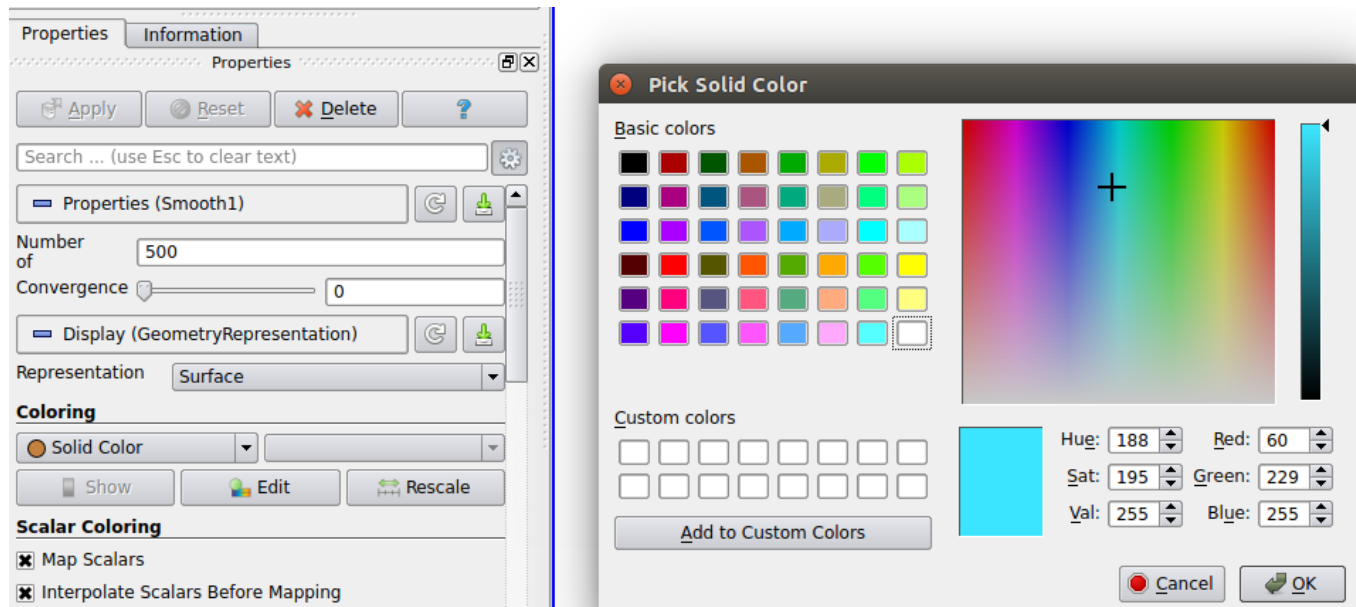 Properties
Information
Properties
Apply
Reset
Delete
?
Search ... (use Esc to clear text)
Properties (Smooth1)
Number
of
500
Convergence
0
Display (GeometryRepresentation)
Representation
Surface
Coloring
Solid Color
Show
Edit
Rescale
Scalar Coloring
Map Scalars
Interpolate Scalars Before Mapping
Pick Solid Color
Basic colors
Custom colors
Add to Custom Colors
Hue: 188
Red: 60
Sat: 195
Green: 229
Val: 255
Blue: 255
Cancel
OK